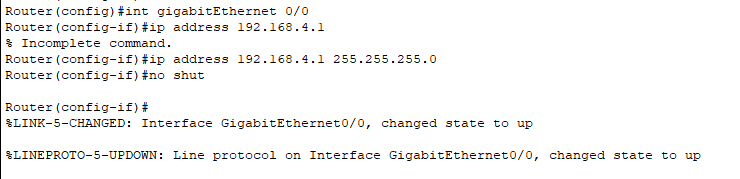 Router(config)#int gigabitEthernet 0/0
Router(config-if)#ip address 192.168.4.1
% Incomplete command.
Router(config-if)#ip address 192.168.4.1 255.255.255.0
Router(config-if)#no shut
Router(config-if)#
%LINK-5-CHANGED: Interface GigabitEthernet0/0, changed state to up
%LINEPROTO-5-UPDOWN: Line protocol on Interface GigabitEthernet0/0, changed state to up